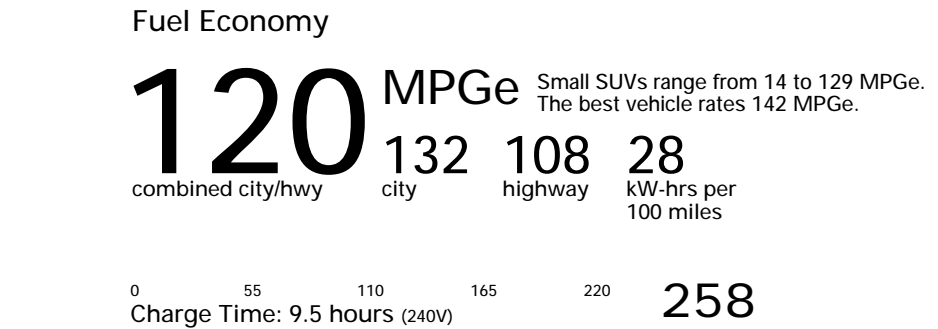 Fuel Economy
120 MPGe
Small SUVs range from 14 to 129 MPGe.
The best vehicle rates 142 MPGe.
132 108 28
combined city/hwy city highway kW-hrs per
100 miles
0 55 110 165 220 258
Charge Time: 9.5 hours (240V)